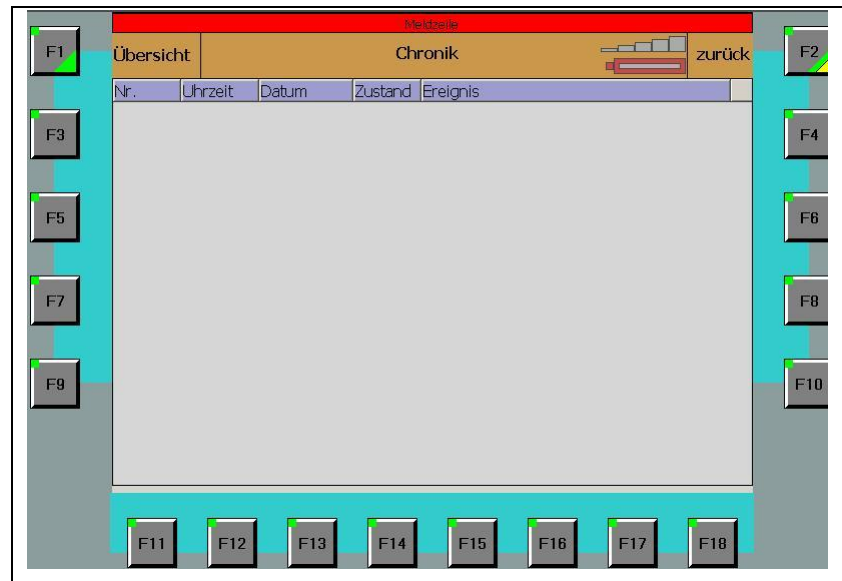 Meldzeile
F1 Übersicht Chronik zurück F2
Nr. Uhrzeit Datum Zustand Ereignis
F3 F4
F5 F6
F7 F8
F9 F10
F11 F12 F13 F14 F15 F16 F17 F18